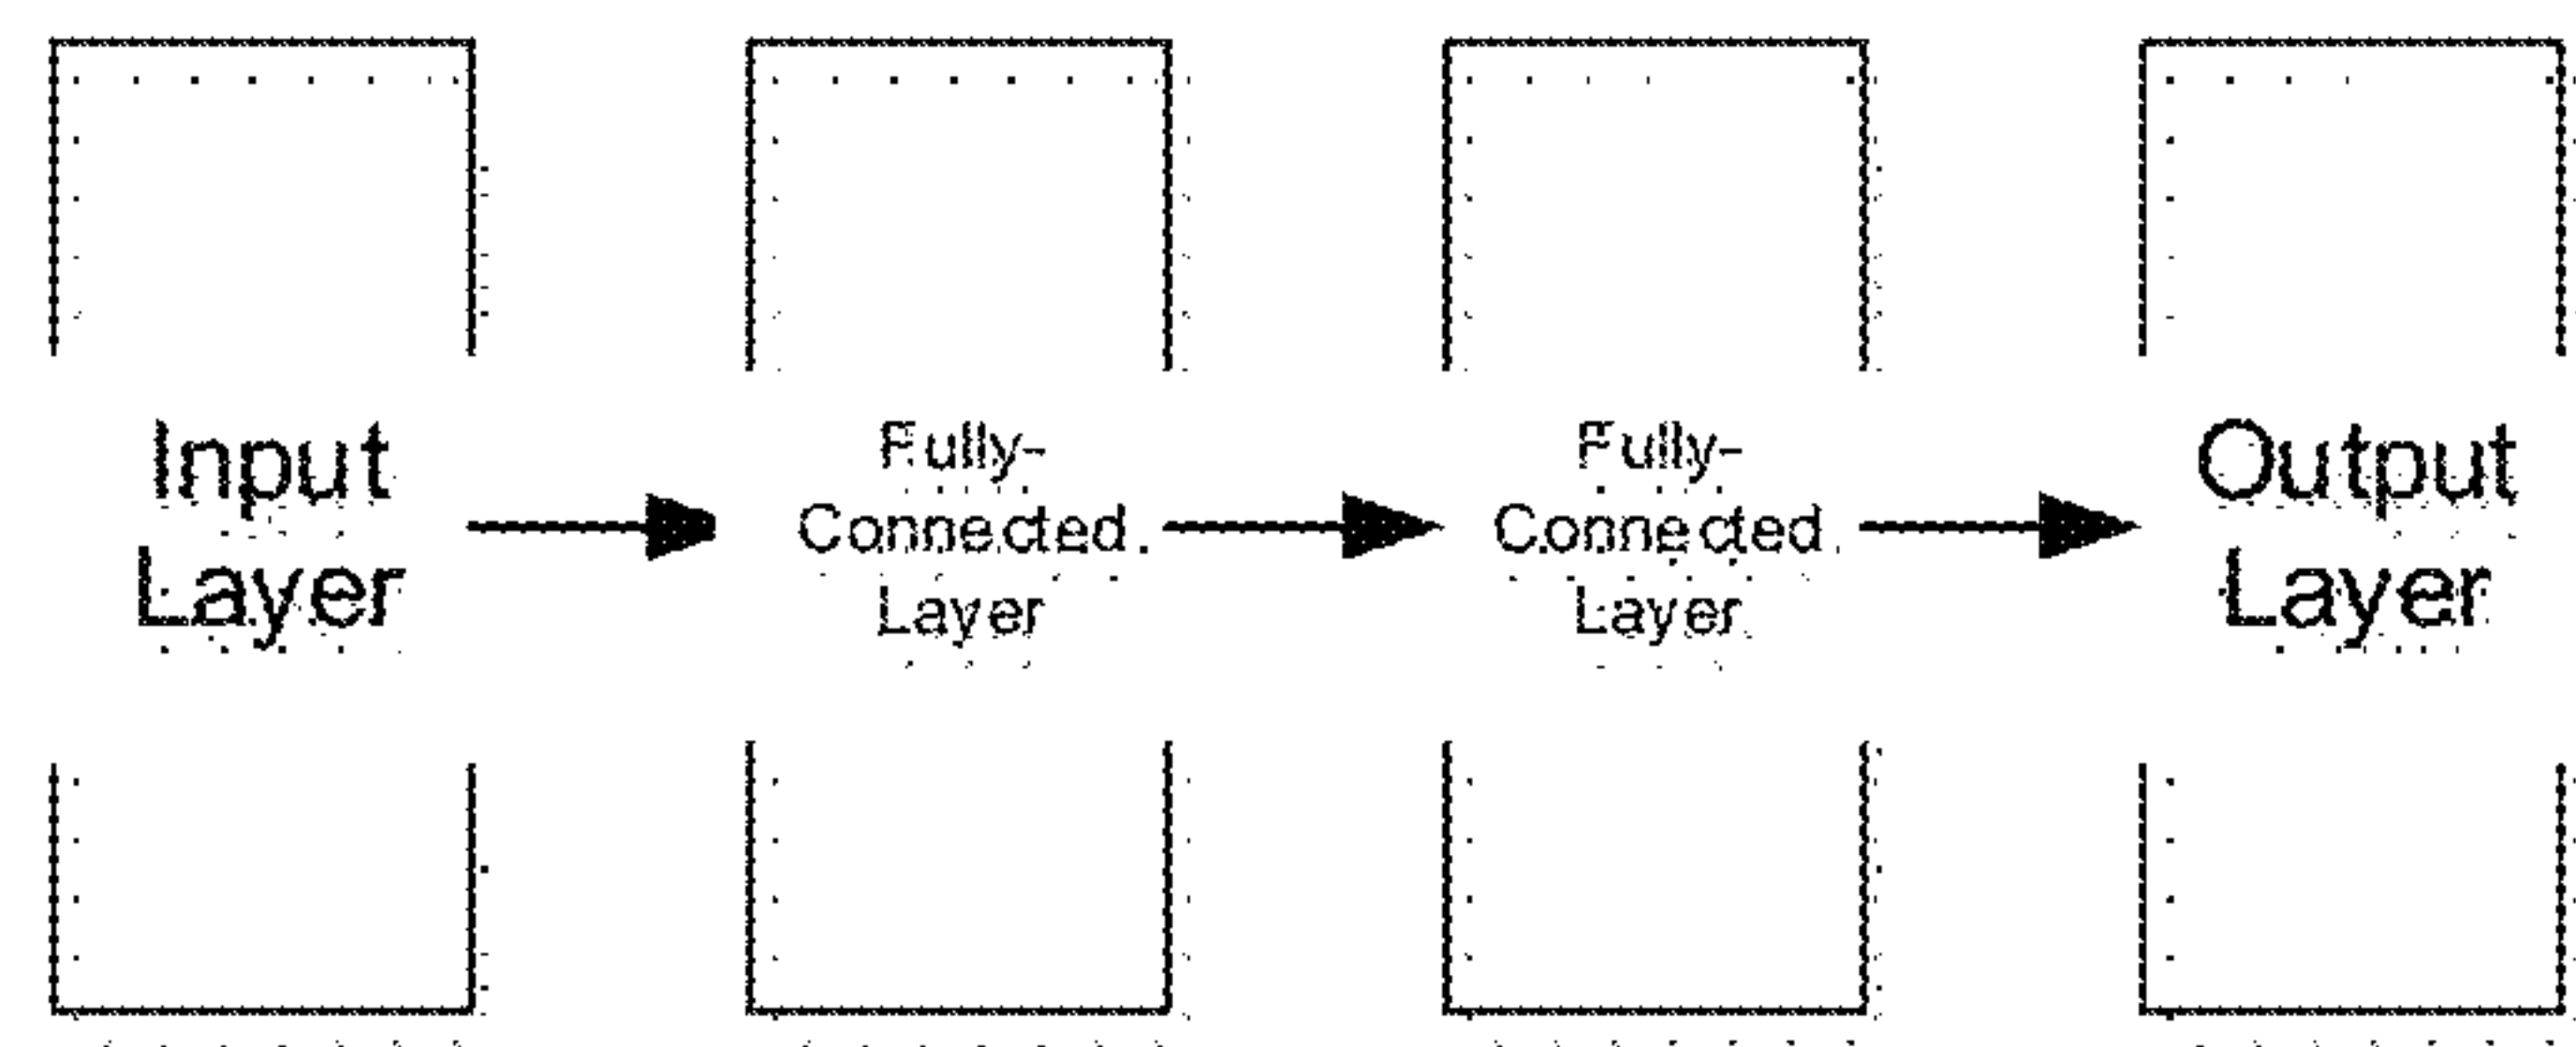 Input
Layer
Fully-
Connected
Layer
Fully-
Connected
Layer
Output
Layer